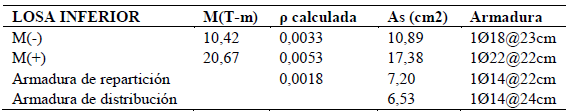 LOSA INFERIOR M(T-m) ρ calculada As (cm2) Armadura
M(-) 10,42 0,0033 10,89 1Ø18@23cm
M(+) 20,67 0,0053 17,38 1Ø22@22cm
Armadura de repartición 0,0018 7,20 1Ø14@22cm
Armadura de distribución 6,53 1Ø14@24cm